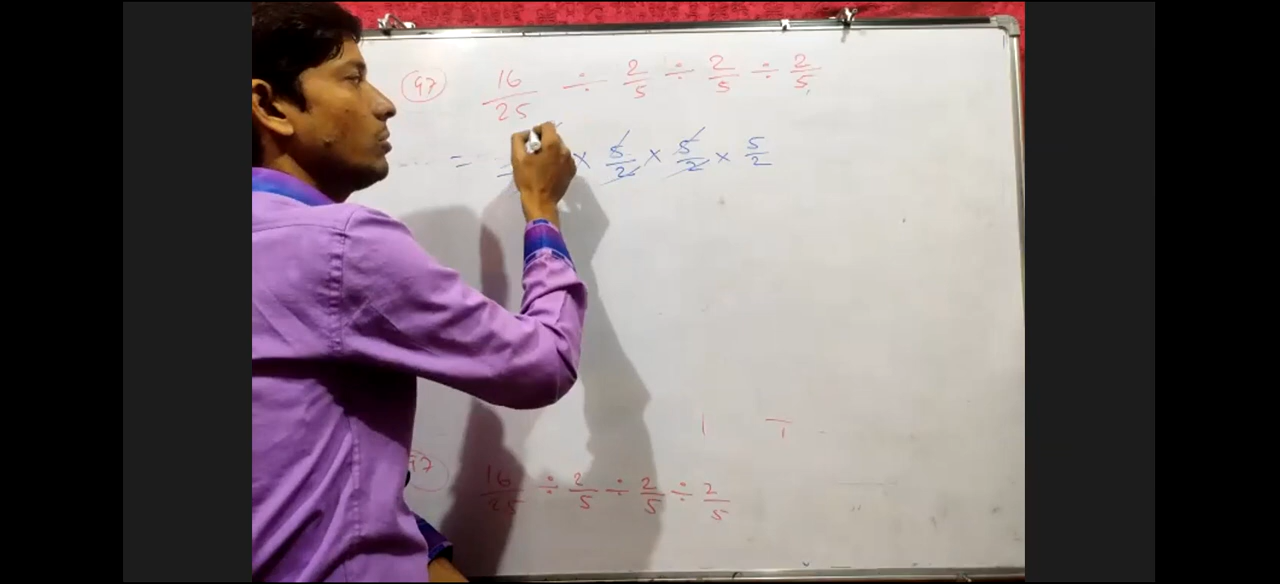 97 16/25 ÷ 2/5 ÷ 2/5 ÷ 2/5
= × 5/2 × 5/2 × 5/2
97 16/25 ÷ 2/5 ÷ 2/5 ÷ 2/5